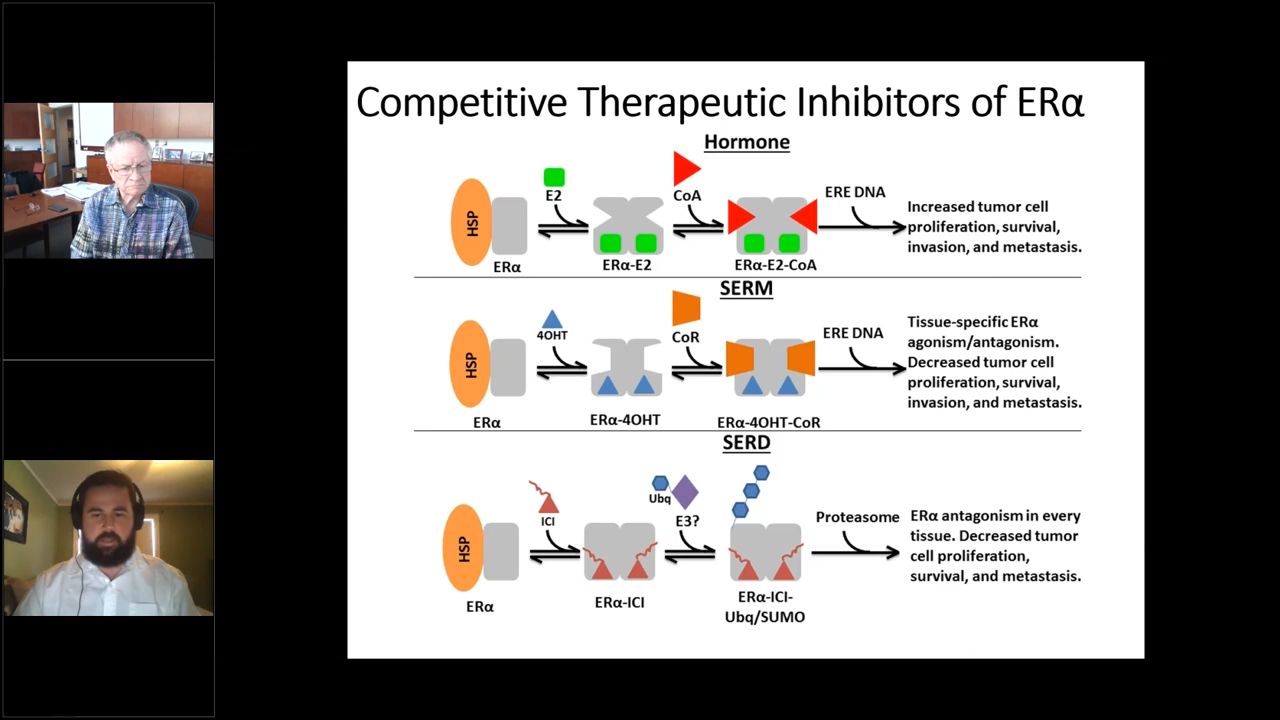 Competitive Therapeutic Inhibitors of ERα
Hormone
HSP
ERα
E2
ERα-E2
CoA
ERα-E2-CoA
ERE DNA
Increased tumor cell
proliferation, survival,
invasion, and metastasis.
SERM
HSP
ERα
4OHT
ERα-4OHT
CoR
ERα-4OHT-CoR
ERE DNA
Tissue-specific ERα
agonism/antagonism.
Decreased tumor cell
proliferation, survival,
invasion, and metastasis.
SERD
HSP
ERα
ICI
ERα-ICI
Ubq
E3?
ERα-ICI-
Ubq/SUMO
Proteasome
ERα antagonism in every
tissue. Decreased tumor
cell proliferation,
survival, and metastasis.